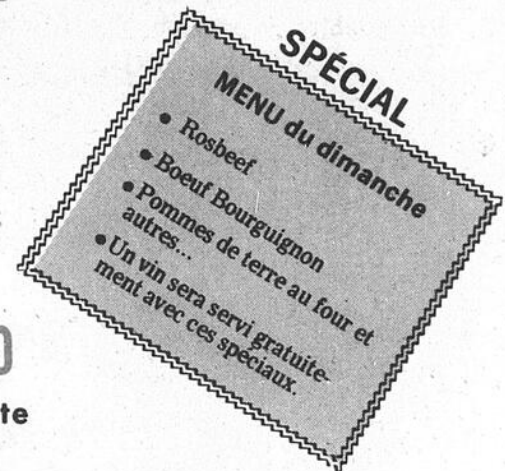 SPÉCIAL
MENU du dimanche
• Rosbeef
• Boeuf Bourguignon
• Pommes de terre au four et
autres...
• Un vin sera servi gratuite-
ment avec ces spéciaux.
te